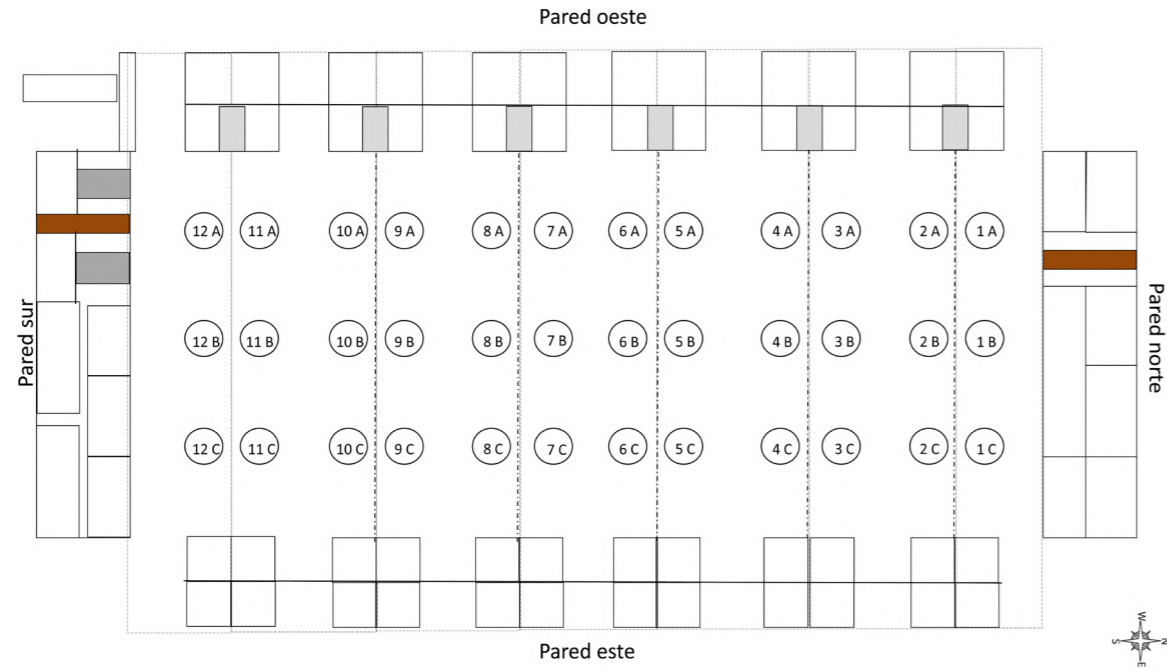 Pared oeste
12 A 11 A 10 A 9 A 8 A 7 A 6 A 5 A 4 A 3 A 2 A 1 A
12 B 11 B 10 B 9 B 8 B 7 B 6 B 5 B 4 B 3 B 2 B 1 B
12 C 11 C 10 C 9 C 8 C 7 C 6 C 5 C 4 C 3 C 2 C 1 C
Pared sur
Pared norte
Pared este
W
S N
E